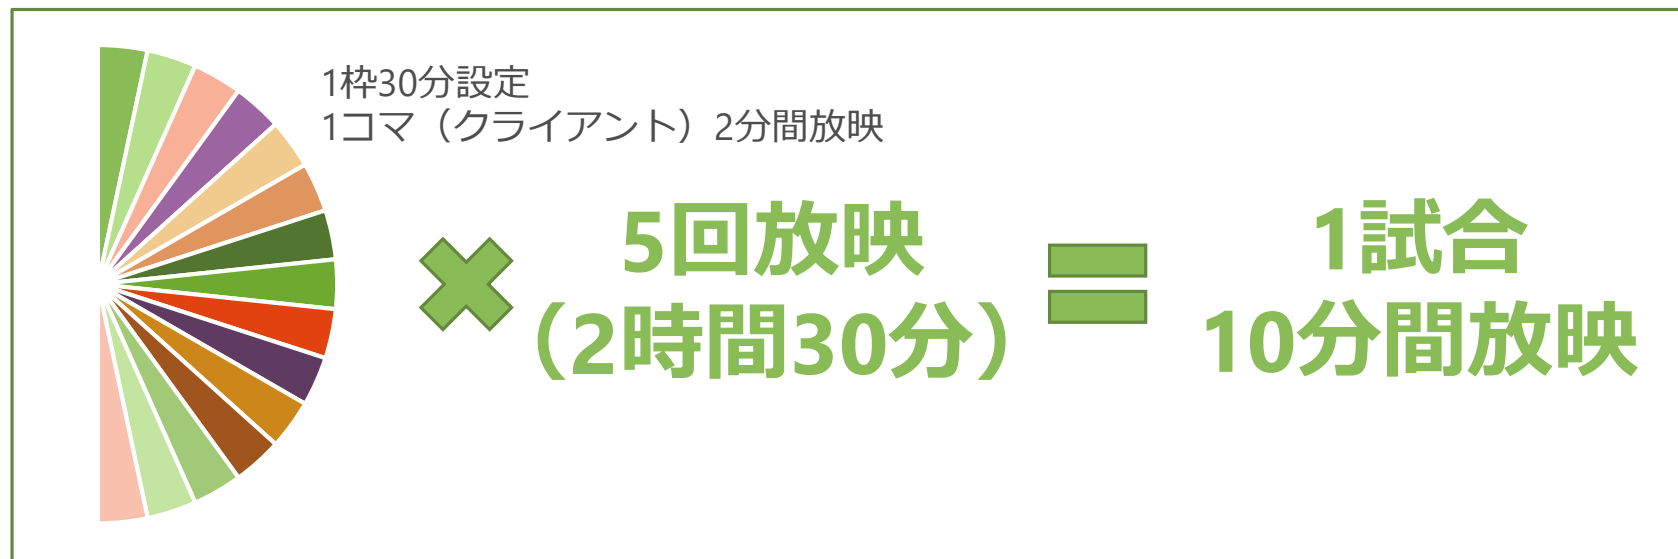 1枠30分設定
1コマ（クライアント）2分間放映
5回放映
（2時間30分）
1試合
10分間放映